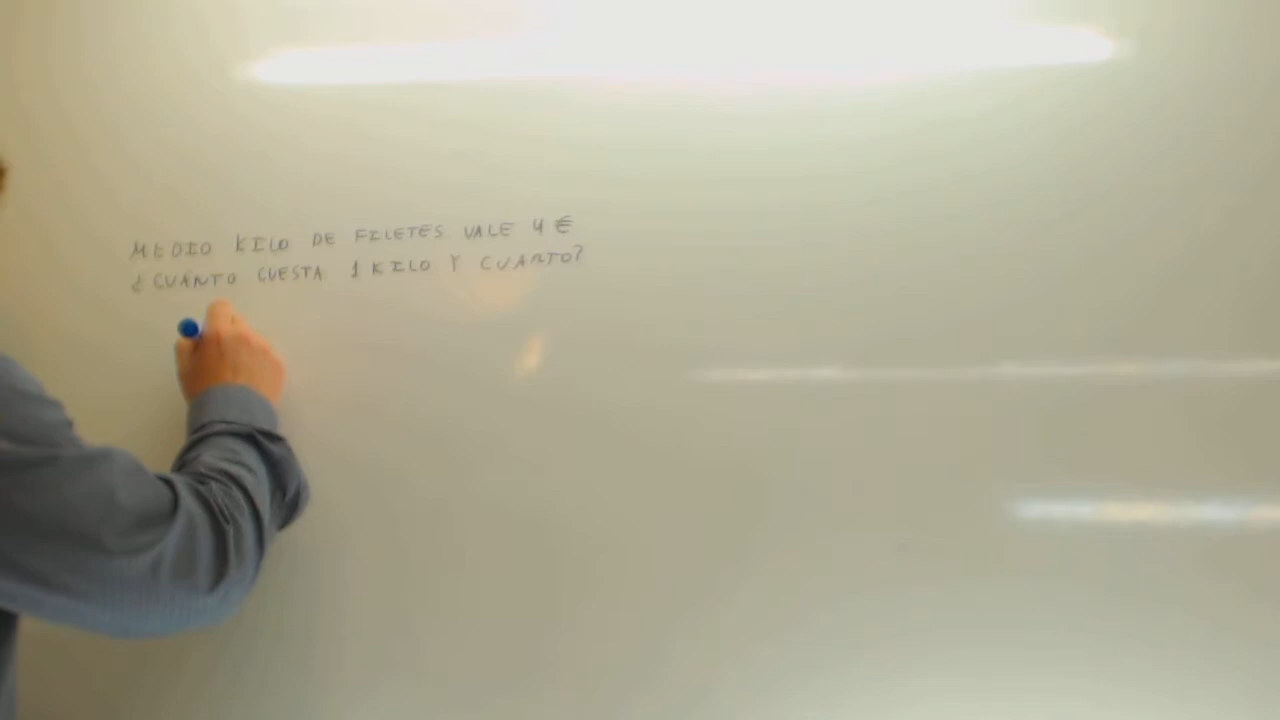 MEDIO KILO DE FILETES VALE 4 €
¿CUÁNTO CUESTA 1 KILO Y CUARTO?